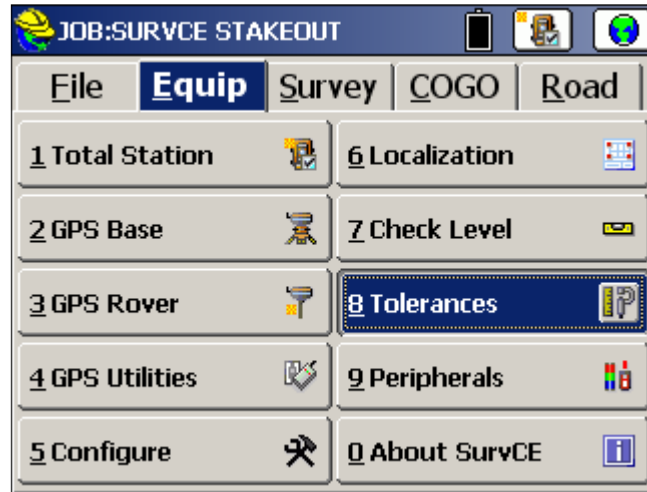 JOB:SURVCE STAKEOUT
File Equip Survey COGO Road
1 Total Station
2 GPS Base
3 GPS Rover
4 GPS Utilities
5 Configure
6 Localization
7 Check Level
8 Tolerances
9 Peripherals
0 About SurvCE